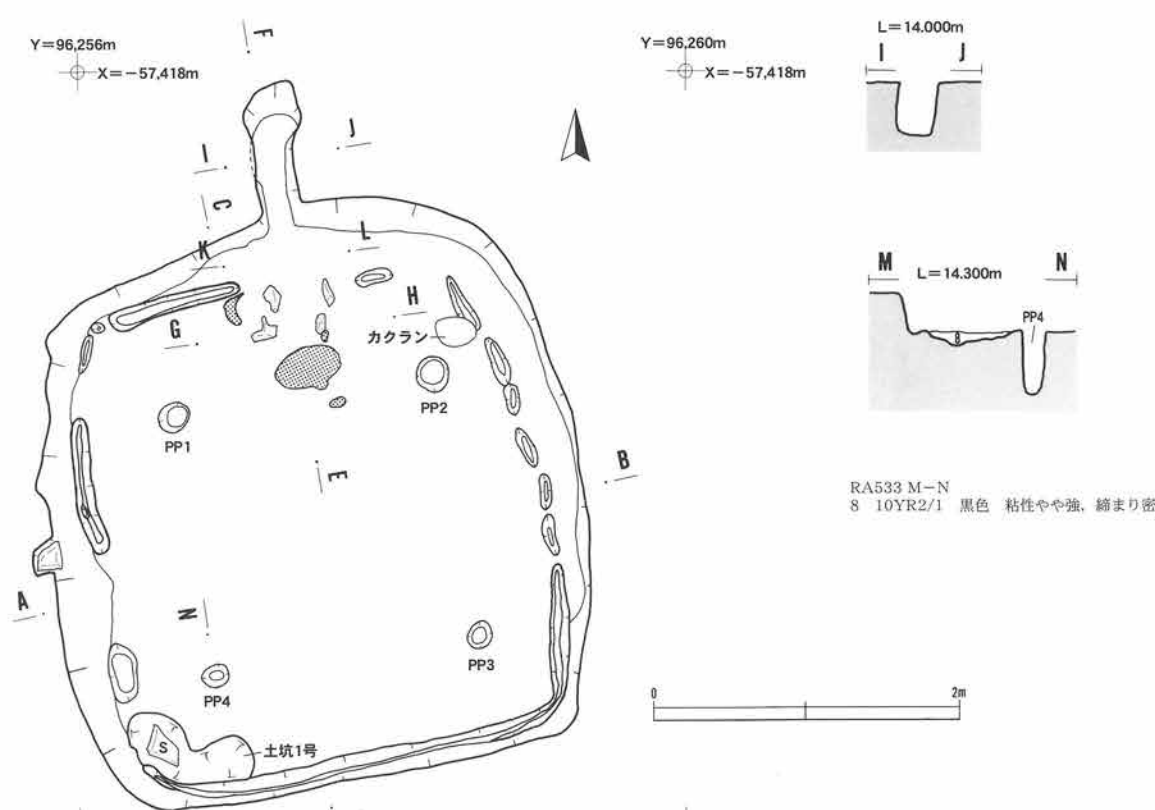 Y=96,256m
X=-57,418m
F
Y=96,260m
X=-57,418m
L=14.000m
I J
I
J
C
K
L
G
H
カクラン
PP1
PP2
E
B
A
N
PP3
PP4
S
土坑1号
M L=14.300m N
PP4
8
RA533 M-N
8 10YR2/1 黒色 粘性やや強、締まり密
0 2m